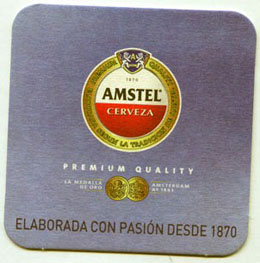 1870
AMSTEL
CERVEZA
PREMIUM QUALITY
LA MEDALLA
DE ORO
AMSTERDAM
ELABORADA CON PASIÓN DESDE 1870